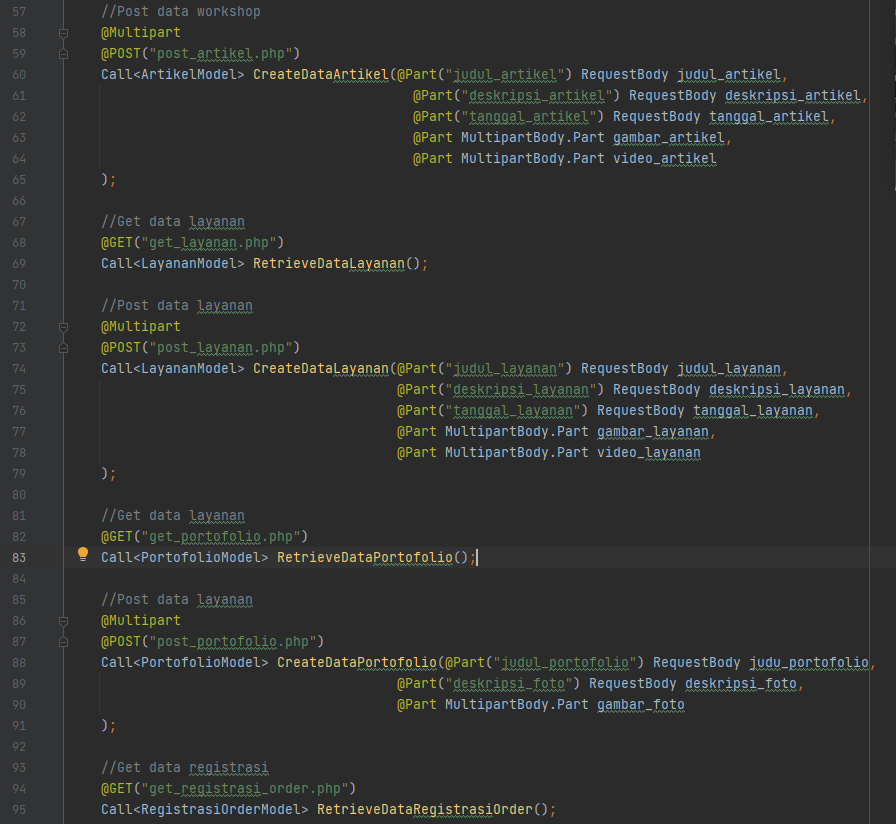 57 //Post data workshop
58 @Multipart
59 @POST("post_artikel.php")
60 Call<ArtikelModel> CreateDataArtikel(@Part("judul_artikel") RequestBody judul_artikel,
61 @Part("deskripsi_artikel") RequestBody deskripsi_artikel,
62 @Part("tanggal_artikel") RequestBody tanggal_artikel,
63 @Part MultipartBody.Part gambar_artikel,
64 @Part MultipartBody.Part video_artikel
65 );
66
67 //Get data layanan
68 @GET("get_layanan.php")
69 Call<LayananModel> RetrieveDataLayanan();
70
71 //Post data layanan
72 @Multipart
73 @POST("post_layanan.php")
74 Call<LayananModel> CreateDataLayanan(@Part("judul_layanan") RequestBody judul_layanan,
75 @Part("deskripsi_layanan") RequestBody deskripsi_layanan,
76 @Part("tanggal_layanan") RequestBody tanggal_layanan,
77 @Part MultipartBody.Part gambar_layanan,
78 @Part MultipartBody.Part video_layanan
79 );
80
81 //Get data layanan
82 @GET("get_portofolio.php")
83 Call<PortofolioModel> RetrieveDataPortofolio();
84
85 //Post data layanan
86 @Multipart
87 @POST("post_portofolio.php")
88 Call<PortofolioModel> CreateDataPortofolio(@Part("judul_portofolio") RequestBody judu_portofolio,
89 @Part("deskripsi_foto") RequestBody deskripsi_foto,
90 @Part MultipartBody.Part gambar_foto
91 );
92
93 //Get data registrasi
94 @GET("get_registrasi_order.php")
95 Call<RegistrasiOrderModel> RetrieveDataRegistrasiOrder();